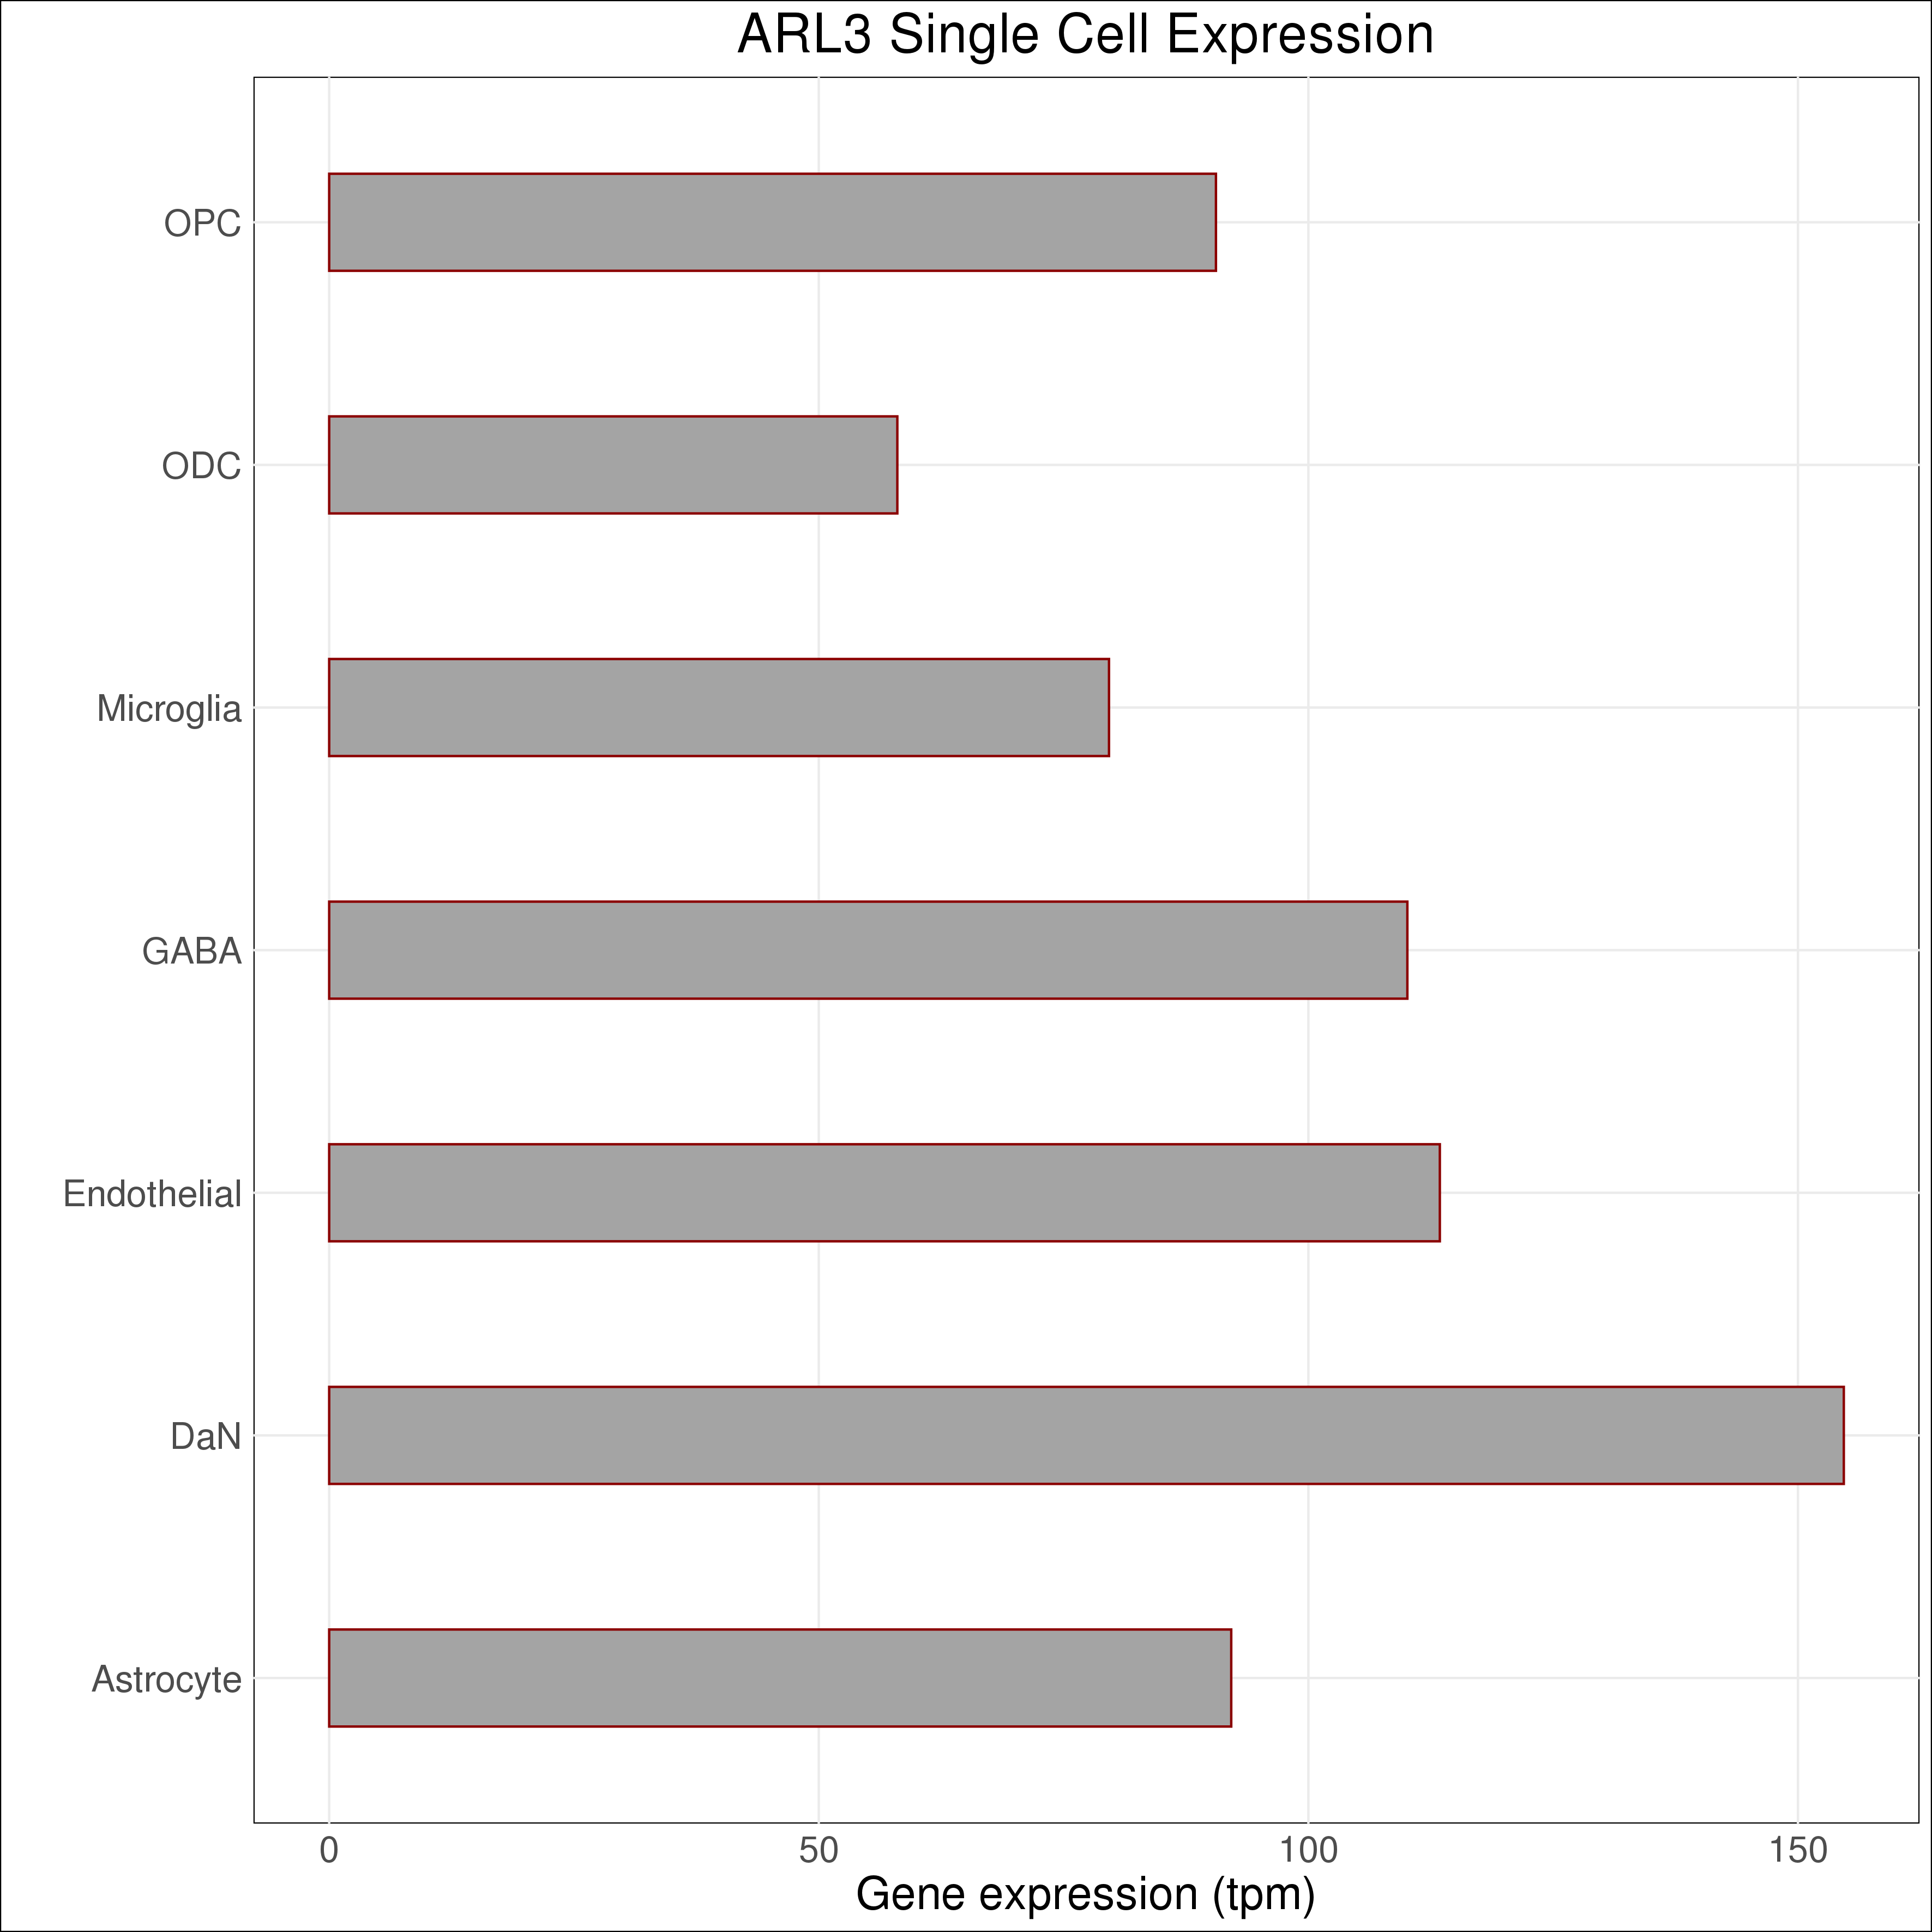 ARL3 Single Cell Expression
OPC
ODC
Microglia
GABA
Endothelial
DaN
Astrocyte
0 50 100 150
Gene expression (tpm)